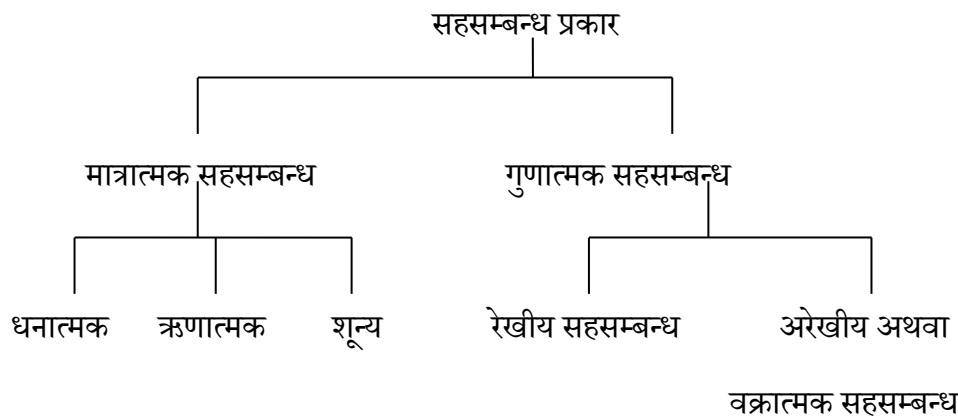 सहसम्बन्ध प्रकार
मात्रात्मक सहसम्बन्ध गुणात्मक सहसम्बन्ध
धनात्मक ऋणात्मक शून्य रेखीय सहसम्बन्ध अरेखीय अथवा
वक्रात्मक सहसम्बन्ध